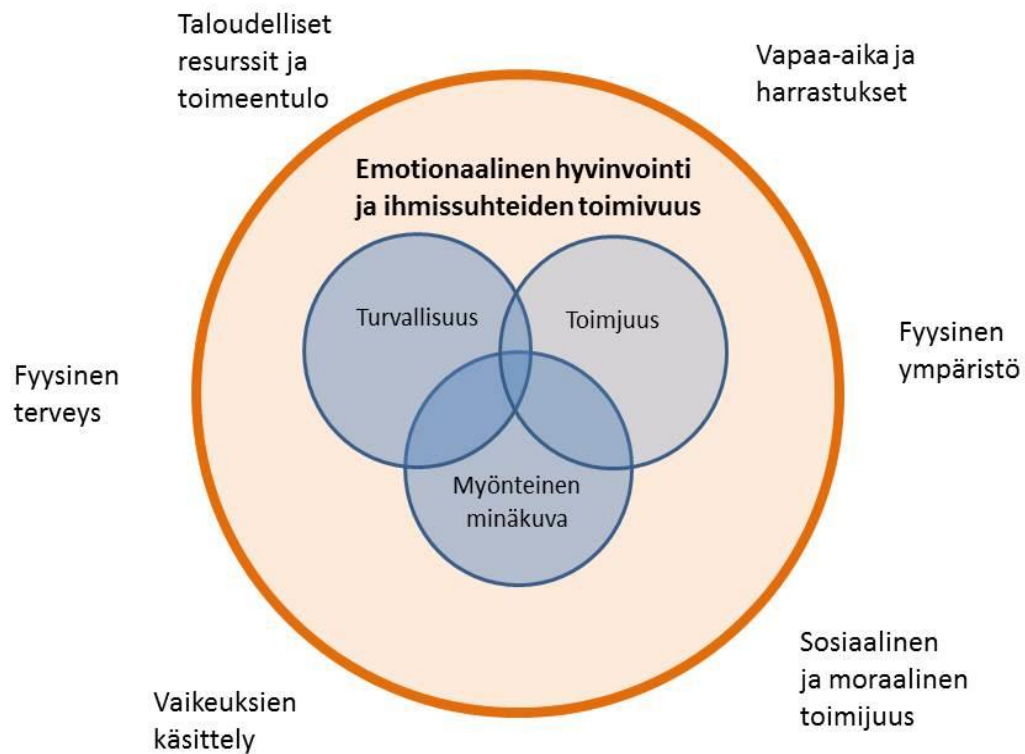 Taloudelliset
resurssit ja
toimeentulo
Vapaa-aika ja
harrastukset
Emotionaalinen hyvinvointi
ja ihmissuhteiden toimivuus
Turvallisuus
Toimjuus
Fyysinen
ympäristö
Fyysinen
terveys
Myönteinen
minäkuva
Sosiaalinen
ja moraalinen
toimijuus
Vaikeuksien
käsittely